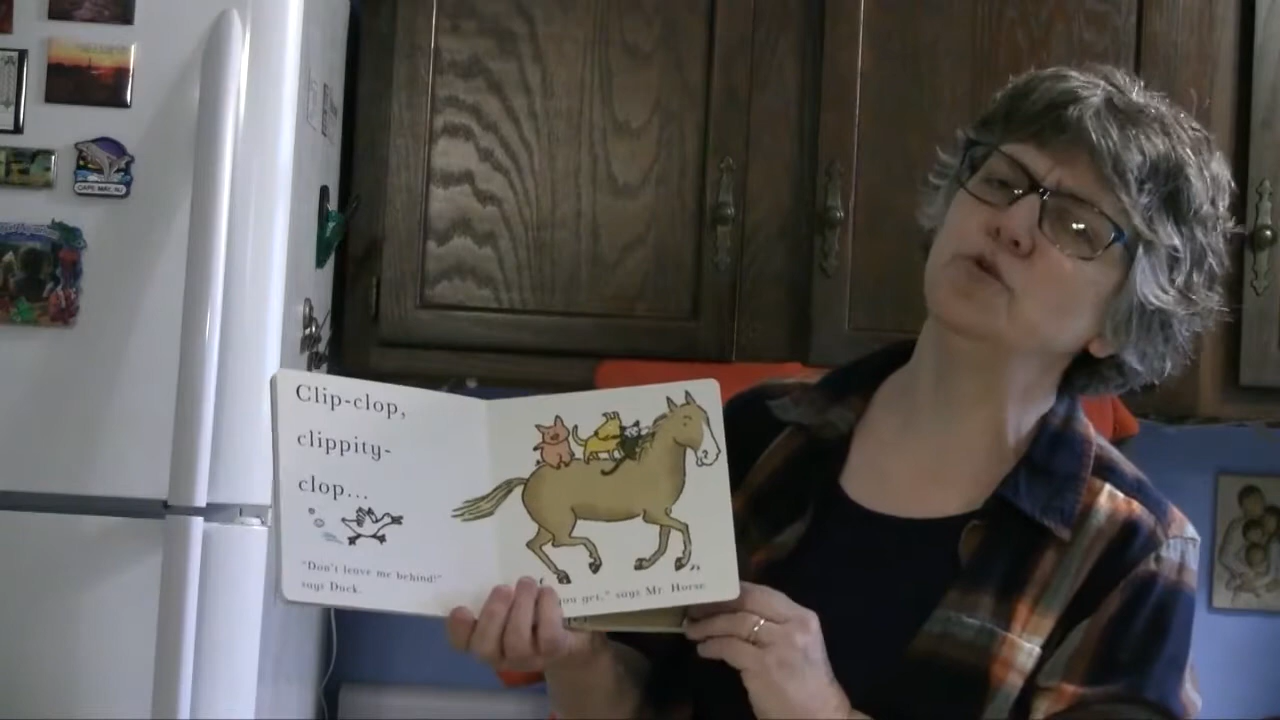 Clip-clop,
clippity-
clop...
"Don't leave me behind!"
says Duck.
you get," says Mr. Horse.
CAPE MAY, NJ